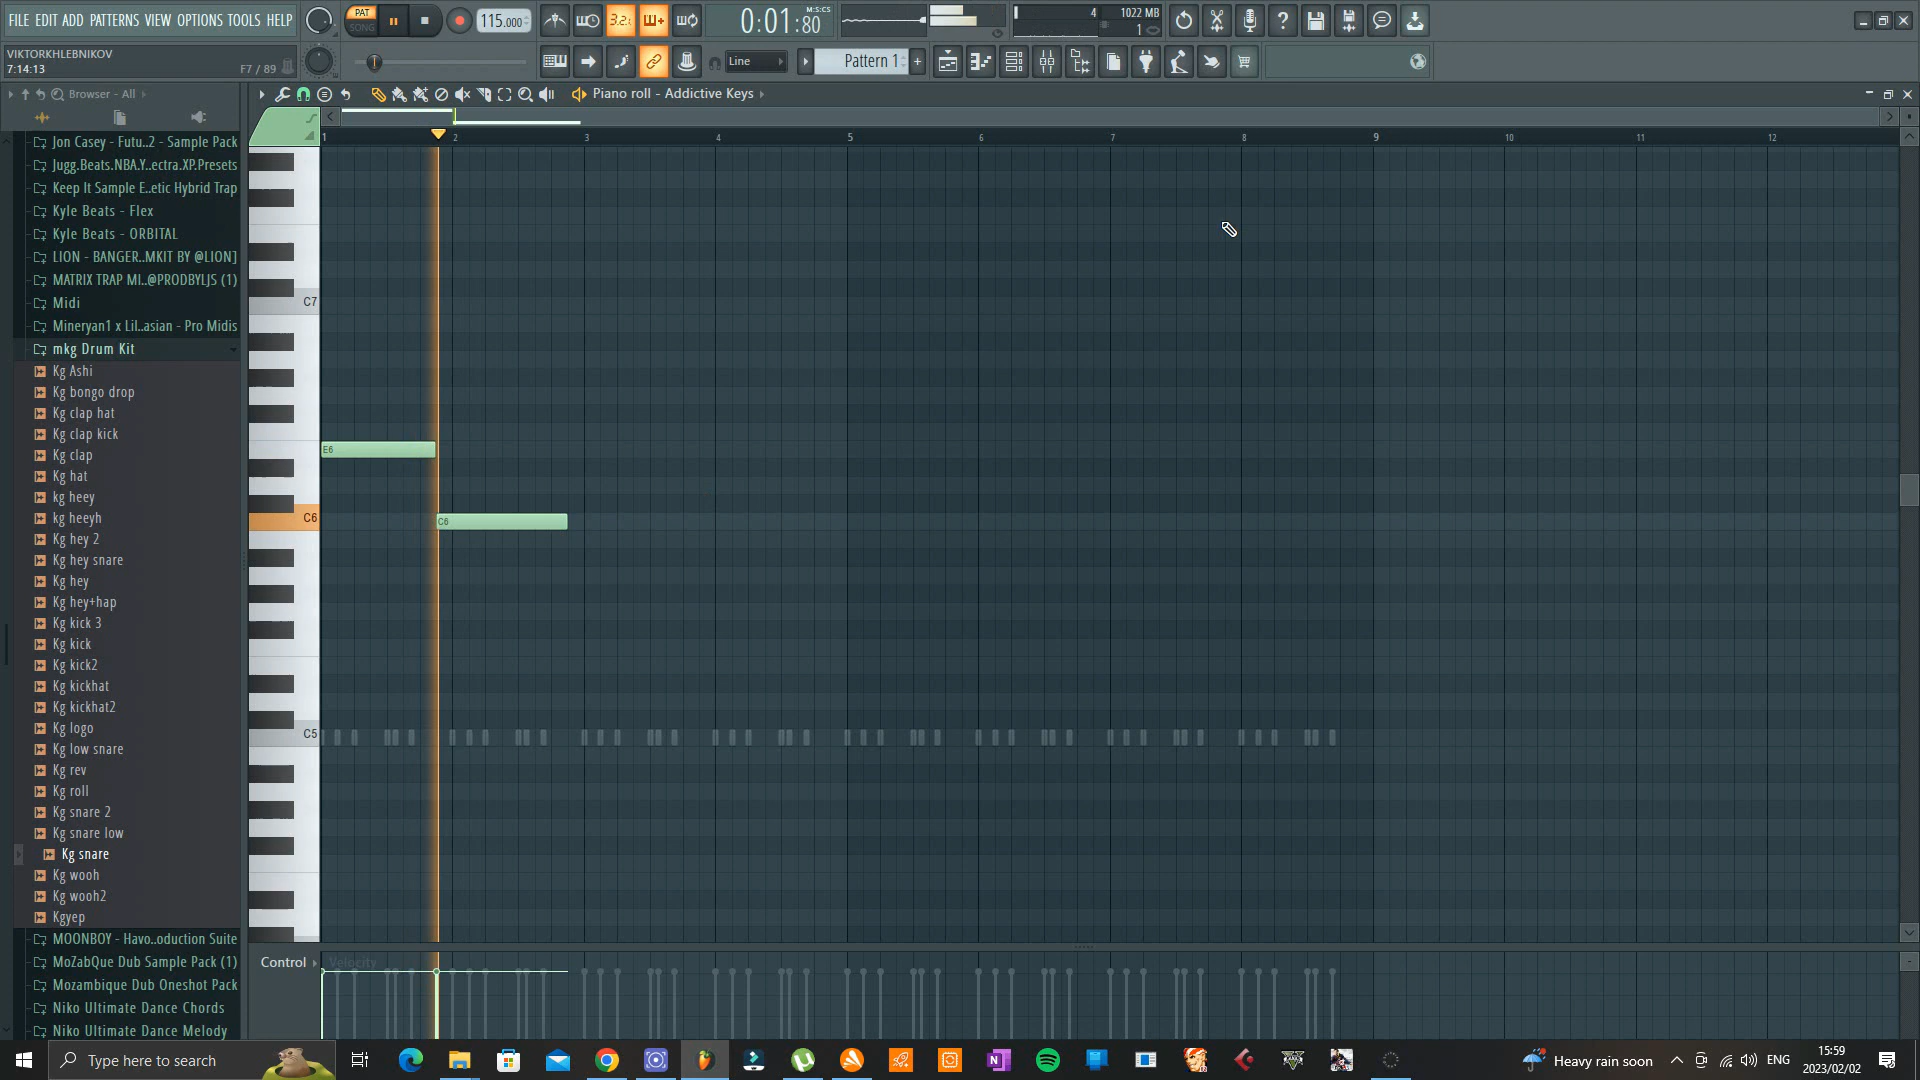 FILE EDIT ADD PATTERNS VIEW OPTIONS TOOLS HELP
PAT
SONG
115.000
3.2.
0:01:80
M:S:CS
4
1022 MB
1
VIKTORKHLEBNIKOV
7:14:13
F7 / 89
Line
Pattern 1
Browser - All
Piano roll - Addictive Keys
1 2 3 4 5 6 7 8 9 10 11 12
Jon Casey - Futu..2 - Sample Pack
Jugg.Beats.NBA.Y..ectra.XP.Presets
Keep It Sample E..etic Hybrid Trap
Kyle Beats - Flex
Kyle Beats - ORBITAL
LION - BANGER..MKIT BY @LION]
MATRIX TRAP MI..@PRODBYLJS (1)
Midi
Mineryan1 x Lil..asian - Pro Midis
mkg Drum Kit
Kg Ashi
Kg bongo drop
Kg clap hat
Kg clap kick
Kg clap
Kg hat
kg heey
kg heeyh
Kg hey 2
Kg hey snare
Kg hey
Kg hey+hap
Kg kick 3
Kg kick
Kg kick2
Kg kickhat
Kg kickhat2
Kg logo
Kg low snare
Kg rev
Kg roll
Kg snare 2
Kg snare low
Kg snare
Kg wooh
Kg wooh2
Kgyep
MOONBOY - Havo..oduction Suite
MoZabQue Dub Sample Pack (1)
Mozambique Dub Oneshot Pack
Niko Ultimate Dance Chords
Niko Ultimate Dance Melody
C7
E6
C6
C6
C5
Control
Velocity
Type here to search
Heavy rain soon
ENG
15:59
2023/02/02